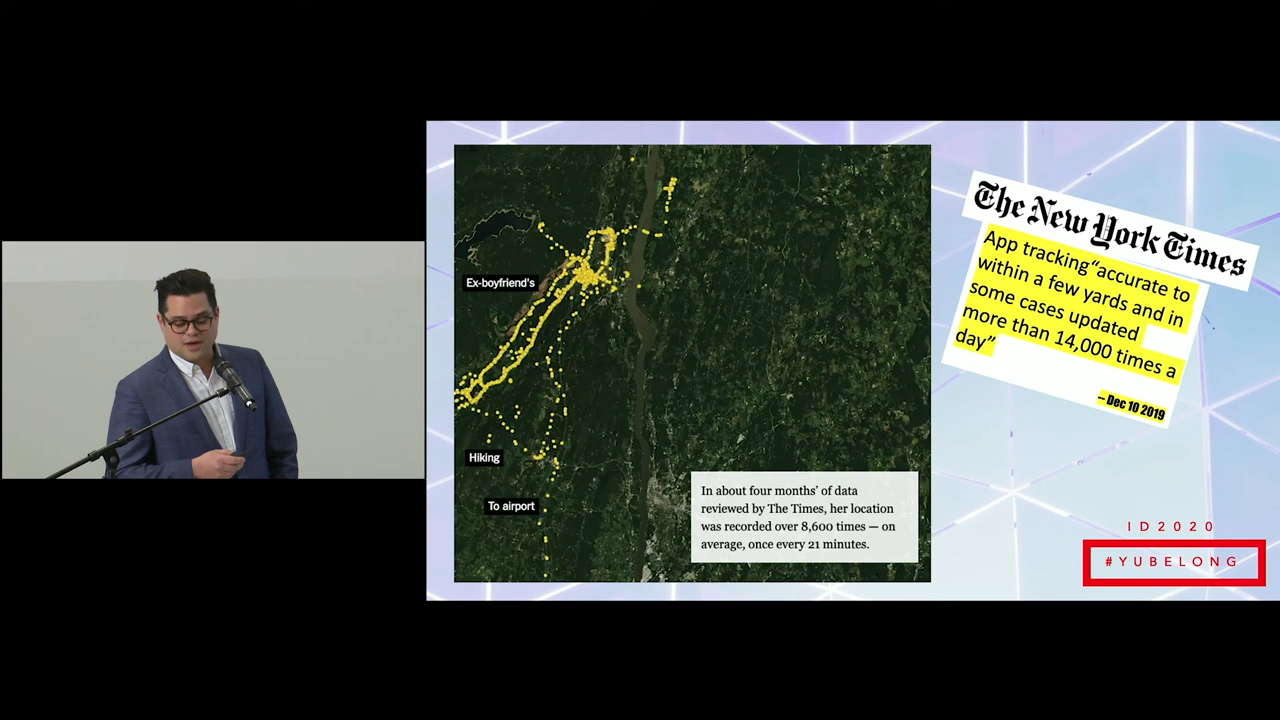 Ex-boyfriend's
Hiking
To airport
In about four months' of data
reviewed by The Times, her location
was recorded over 8,600 times — on
average, once every 21 minutes.
The New York Times
App tracking “accurate to
within a few yards and in
some cases updated
more than 14,000 times a
day”
– Dec 10 2019
ID2020
#YUBELONG